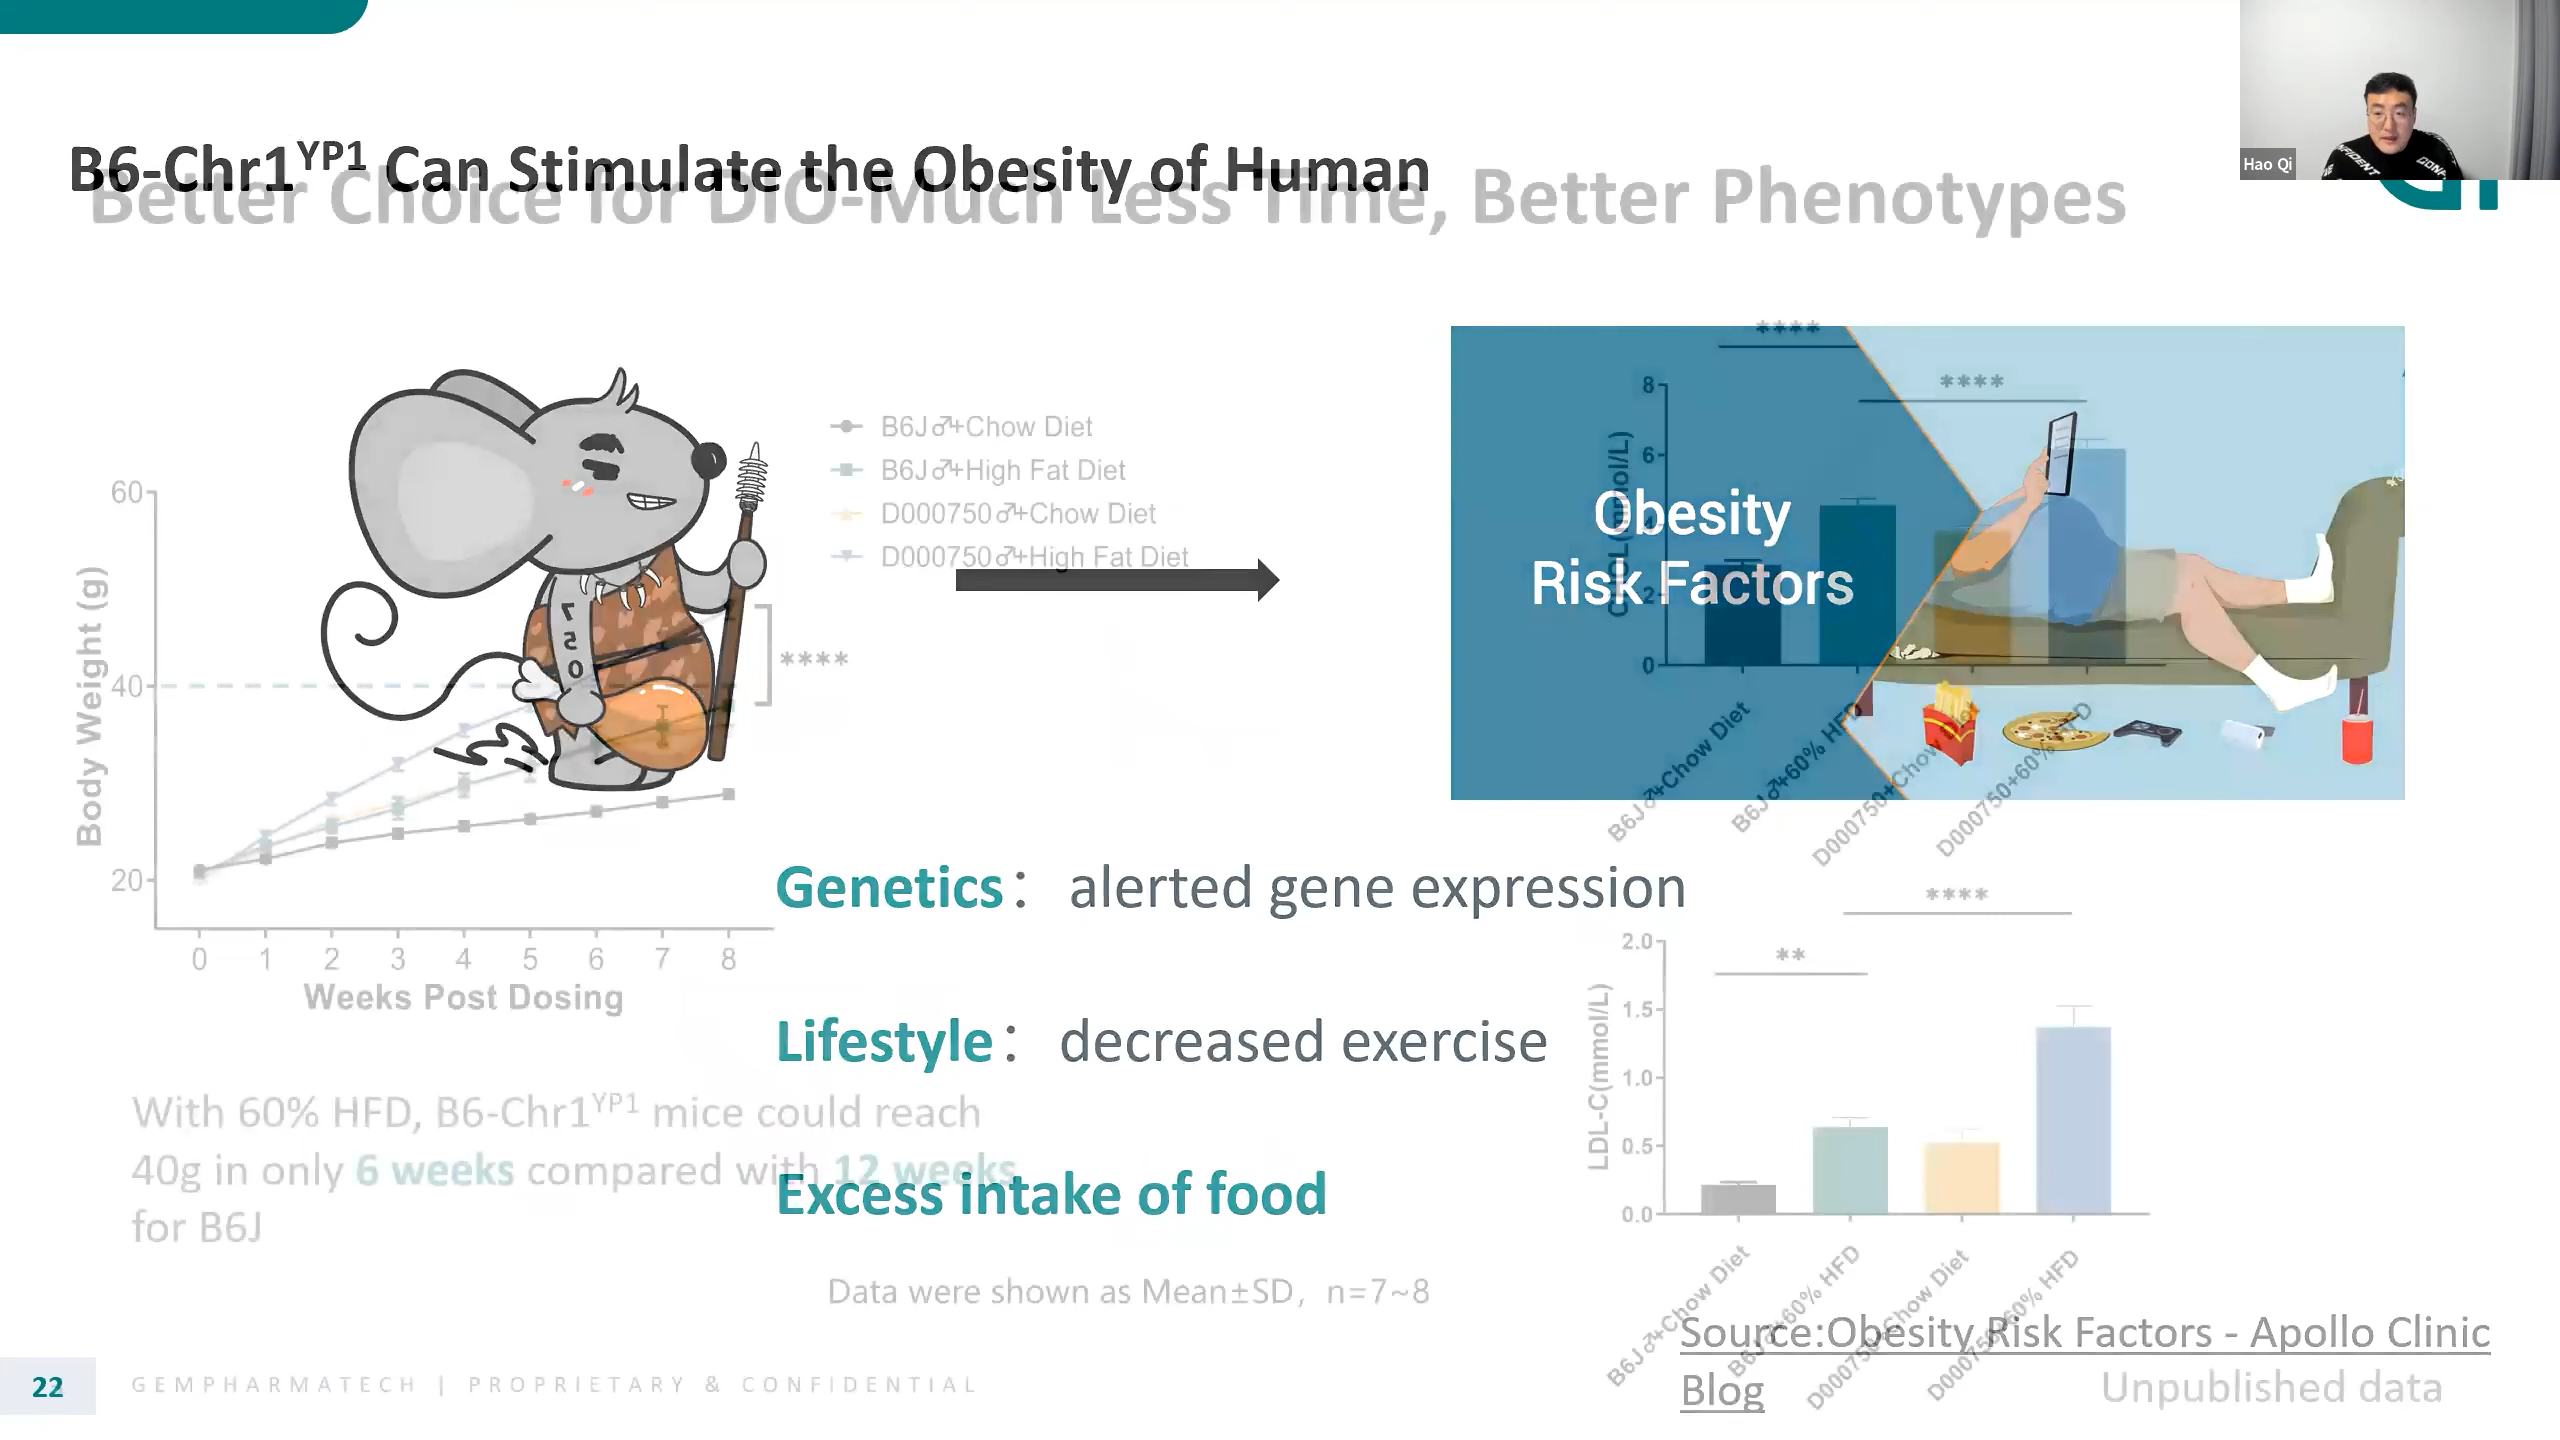 Hao Qi
B6-Chr1YP1 Can Stimulate the Obesity of Human
Better Choice for DIO-Much Less Time, Better Phenotypes
B6J♂+Chow Diet
B6J♂+High Fat Diet
D000750♂+Chow Diet
D000750♂+High Fat Diet
60
40
20
Body Weight (g)
0 1 2 3 4 5 6 7 8
Weeks Post Dosing
****
750
****
****
8
6
2
0
Obesity
Risk Factors
B6J♂+Chow Diet
B6J♂+60% HFD
D000750+Chow
D000750+60% HFD
Genetics： alerted gene expression
Lifestyle： decreased exercise
Excess intake of food
With 60% HFD, B6-Chr1YP1 mice could reach
40g in only 6 weeks compared with 12 weeks
for B6J
****
**
2.0
1.5
1.0
0.5
0.0
LDL-C(mmol/L)
B6J♂+Chow Diet
B6J♂+60% HFD
D000750+Chow Diet
D000750+60% HFD
Data were shown as Mean±SD, n=7~8
Source:Obesity Risk Factors - Apollo Clinic
Blog
Unpublished data
22
GEMPHARMATECH | PROPRIETARY & CONFIDENTIAL